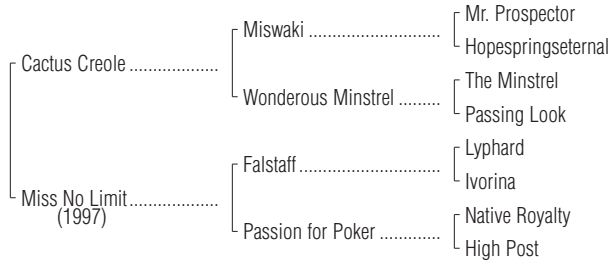 Mr. Prospector
Miswaki ............................
Hopespringseternal
Cactus Creole ...................
The Minstrel
Wonderous Minstrel .........
Passing Look
Lyphard
Falstaff ..............................
Ivorina
Miss No Limit ...................
(1997)
Native Royalty
Passion for Poker .............
High Post